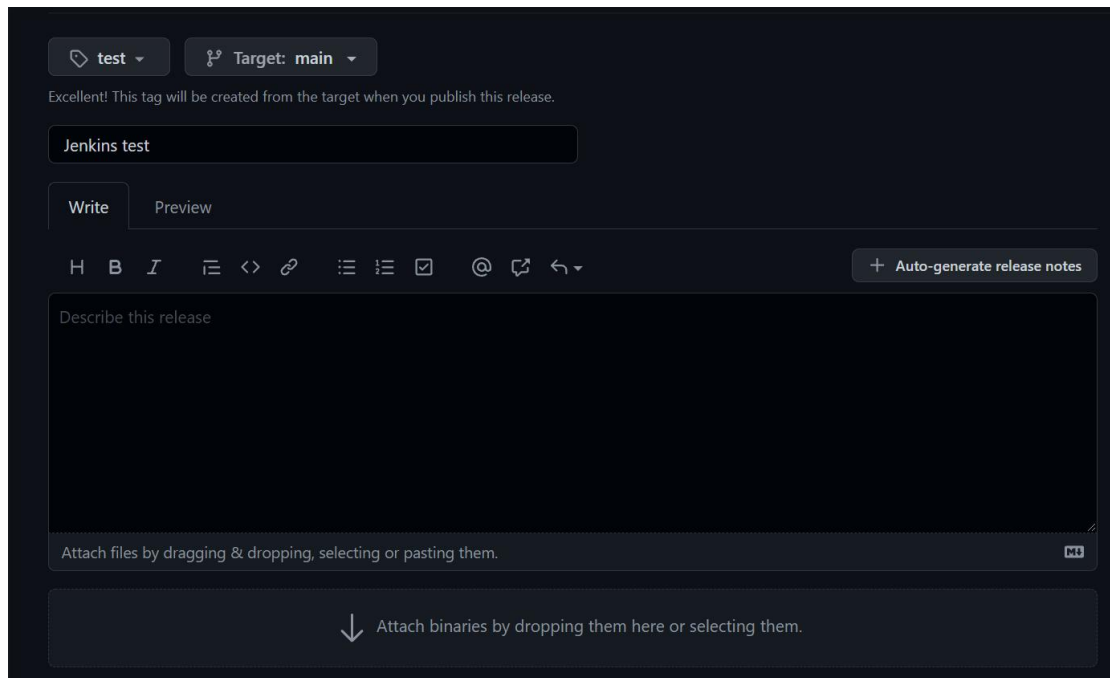 test Target: main
Excellent! This tag will be created from the target when you publish this release.
Jenkins test
Write Preview
H B I @ Auto-generate release notes
Describe this release
Attach files by dragging & dropping, selecting or pasting them.
M↓
Attach binaries by dropping them here or selecting them.